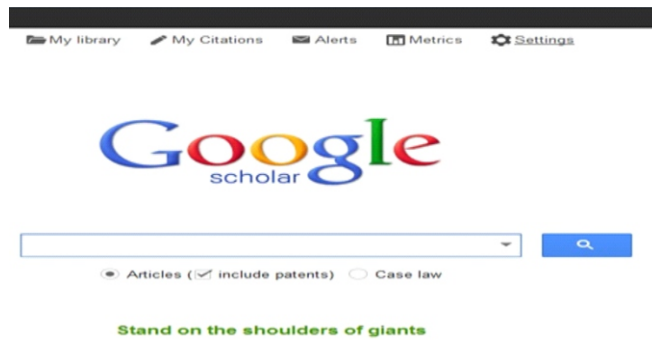 My library My Citations Alerts Metrics Settings
Google
scholar
Articles ( include patents) Case law
Stand on the shoulders of giants